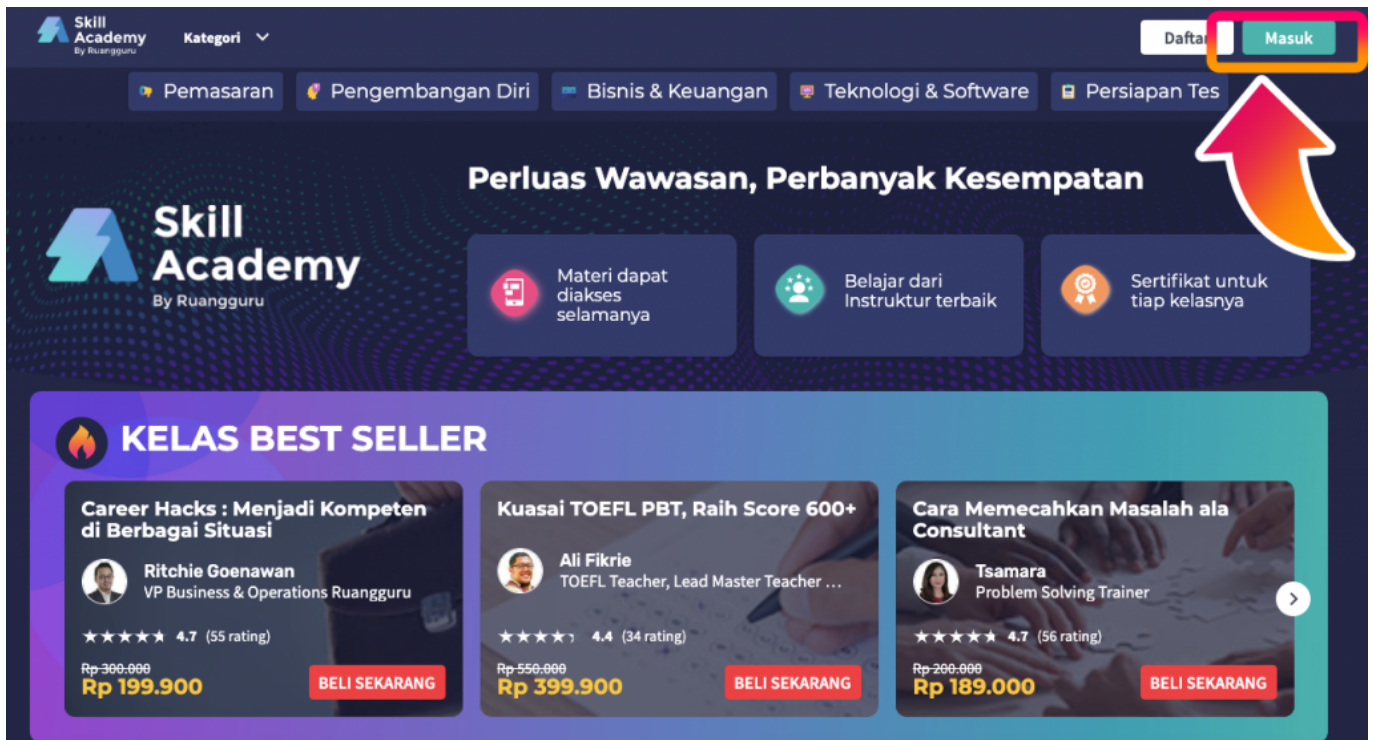 Skill
Academy
By Ruangguru
Kategori
Daftar
Masuk
Pemasaran
Pengembangan Diri
Bisnis & Keuangan
Teknologi & Software
Persiapan Tes
Perluas Wawasan, Perbanyak Kesempatan
Skill
Academy
By Ruangguru
Materi dapat
diakses
selamanya
Belajar dari
Instruktur terbaik
Sertifikat untuk
tiap kelasnya
KELAS BEST SELLER
Career Hacks : Menjadi Kompeten
di Berbagai Situasi
Ritchie Goenawan
VP Business & Operations Ruangguru
4.7 (55 rating)
Rp 300.000
Rp 199.900
BELI SEKARANG
Kuasai TOEFL PBT, Raih Score 600+
Ali Fikrie
TOEFL Teacher, Lead Master Teacher ...
4.4 (34 rating)
Rp 550.000
Rp 399.900
BELI SEKARANG
Cara Memecahkan Masalah ala
Consultant
Tsamara
Problem Solving Trainer
4.7 (56 rating)
Rp 200.000
Rp 189.000
BELI SEKARANG